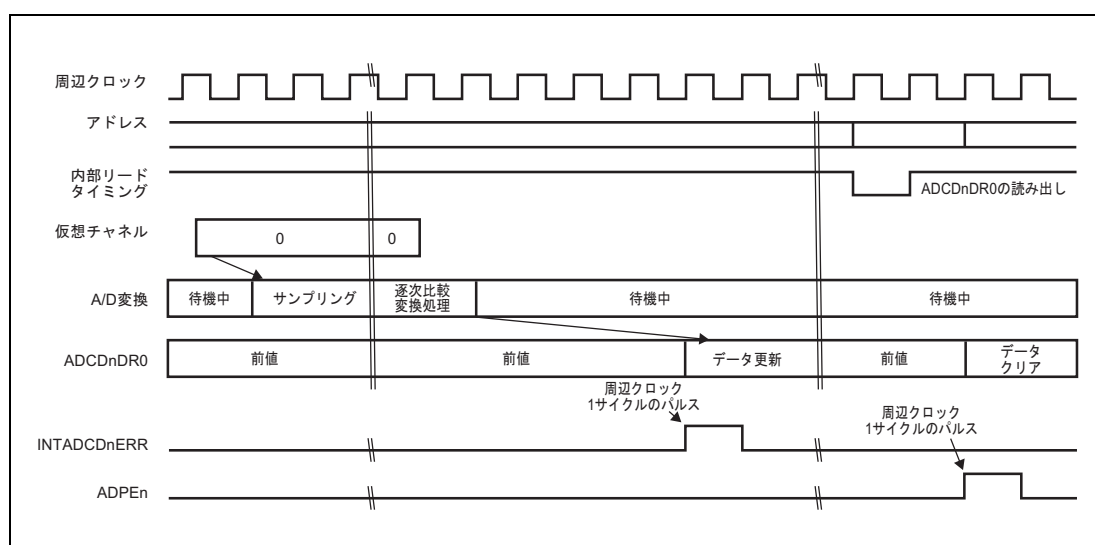 周辺クロック
アドレス
内部リード
タイミング
ADCDnDR0の読み出し
仮想チャネル
0
0
A/D変換
待機中
サンプリング
逐次比較
変換処理
待機中
待機中
ADCDnDR0
前値
前値
データ更新
前値
データ
クリア
周辺クロック
1サイクルのパルス
周辺クロック
1サイクルのパルス
INTADCDnERR
ADPEn